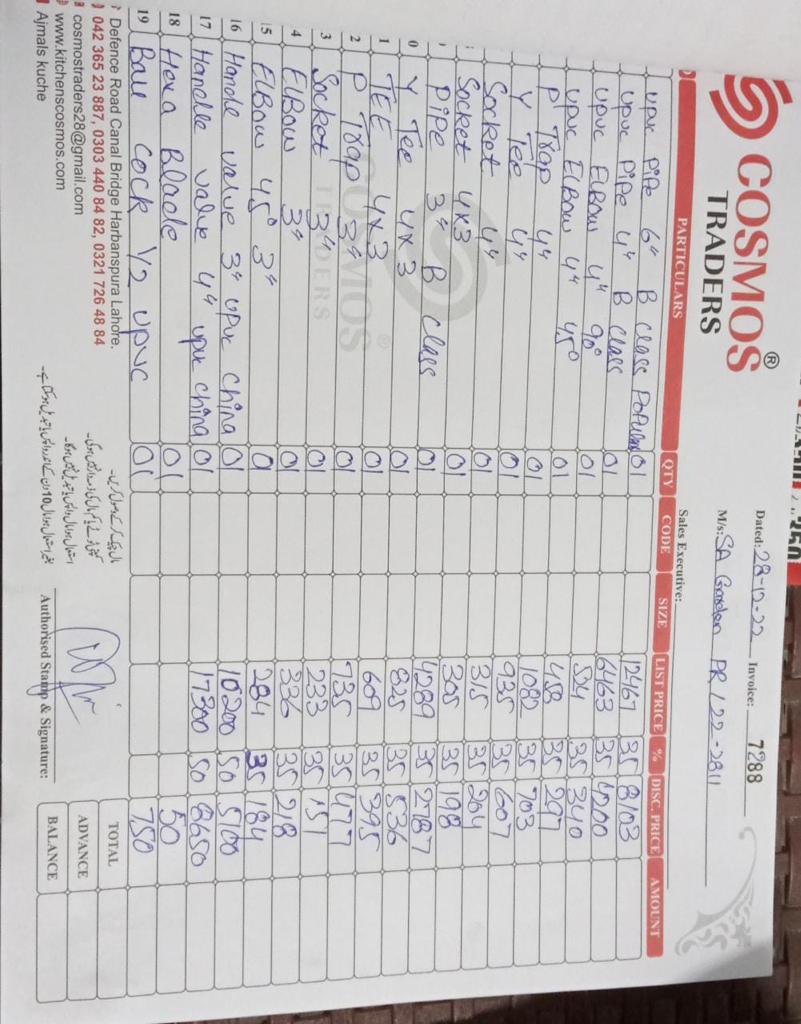 COSMOS ®
TRADERS
Dated: 28-12-22 Invoice: 7288
M/s: SA Garden PR / 22-2811
Sales Executive:
PARTICULARS QTY CODE SIZE LIST PRICE % DISC. PRICE AMOUNT
upvc PiPe 6" B class Popular 01 12467 35 8103
upvc PiPe 4" B Class 01 6463 35 4200
upvc ElBow 4" 90° 01 524 35 340
upvc ElBow 4" 45° 01 458 35 297
P Trap 4" 01 1082 35 703
Y Tee 4" 01 935 35 607
Socket 4" 01 315 35 204
Socket 4x3 01 305 35 198
PiPe 3" B class 01 4289 35 2787
0 Y Tee 4x3 01 825 35 536
1 TEE 4x3 01 609 35 395
2 P Trap 3" 01 735 35 477
3 Socket 3" 01 233 35 151
4 ElBow 3" 01 336 35 218
15 ElBow 45° 3" 01 284 35 184
16 Handle value 3" upvc China 01 10200 50 5100
17 Handle value 4" upvc China 01 17300 50 8650
18 Hexa Blade 01 50
19 Ball cock 1/2 upvc 01 750
COSMOS ®
TRADERS
Defence Road Canal Bridge Harbanspura Lahore.
042 365 23 887, 0303 440 84 82, 0321 726 48 84
cosmostraders28@gmail.com
www.kitchenscosmos.com
Ajmals kuche
مال چیک کر کے وصول کریں۔
کمپنی ٹوٹے یا کم مال کی ذمہ دار نہیں ہوگی۔
استعمال ہوا مال واپس یا تبدیل نہیں ہوگا۔
بغیر استعمال ہوا مال 10 دن کے اندر واپس یا تبدیل ہوسکتا ہے۔
Authorised Stamp & Signature:
TOTAL
ADVANCE
BALANCE